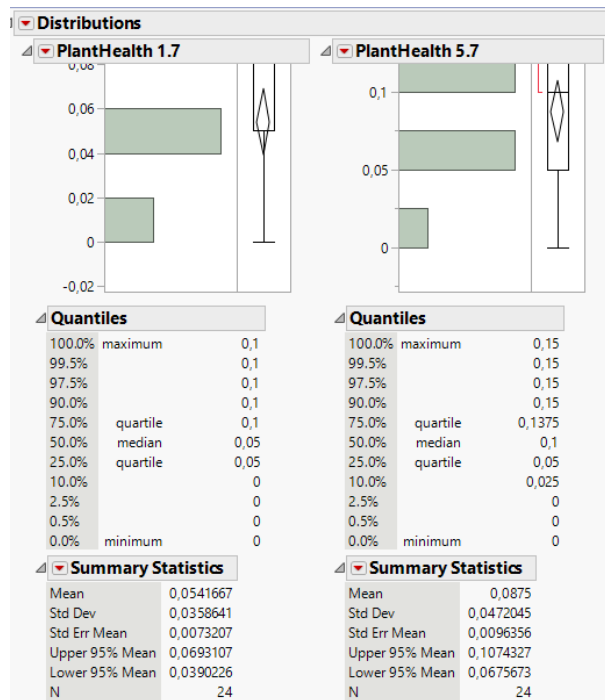 Distributions
PlantHealth 1.7
0,08
0,06
0,04
0,02
0
-0,02
Quantiles
100.0% maximum 0,1
99.5% 0,1
97.5% 0,1
90.0% 0,1
75.0% quartile 0,1
50.0% median 0,05
25.0% quartile 0,05
10.0% 0
2.5% 0
0.5% 0
0.0% minimum 0
Summary Statistics
Mean 0,0541667
Std Dev 0,0358641
Std Err Mean 0,0073207
Upper 95% Mean 0,0693107
Lower 95% Mean 0,0390226
N 24
PlantHealth 5.7
0,1
0,05
0
Quantiles
100.0% maximum 0,15
99.5% 0,15
97.5% 0,15
90.0% 0,15
75.0% quartile 0,1375
50.0% median 0,1
25.0% quartile 0,05
10.0% 0,025
2.5% 0
0.5% 0
0.0% minimum 0
Summary Statistics
Mean 0,0875
Std Dev 0,0472045
Std Err Mean 0,0096356
Upper 95% Mean 0,1074327
Lower 95% Mean 0,0675673
N 24